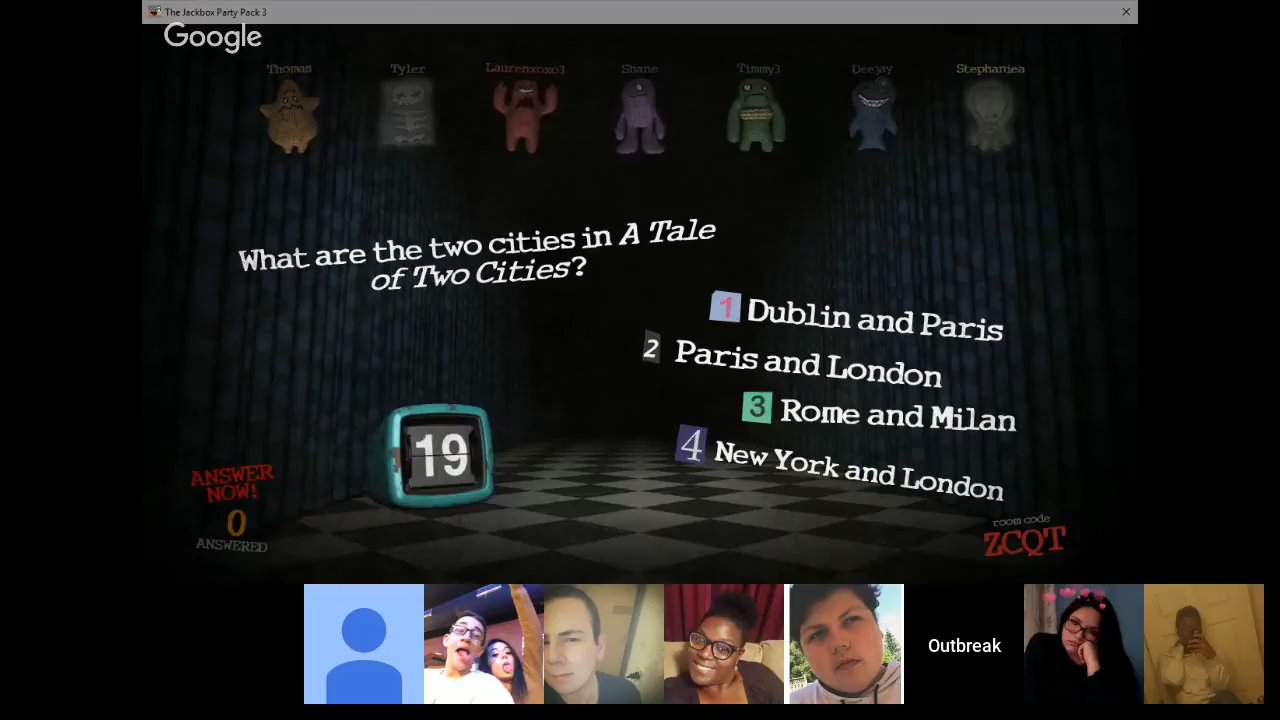 The Jackbox Party Pack 3
Google
Thomas Tyler Laurenxoxo3 Shane Timmy3 Deejay Stephaniea
What are the two cities in A Tale
of Two Cities?
1 Dublin and Paris
2 Paris and London
3 Rome and Milan
4 New York and London
19
ANSWER
NOW!
0
ANSWERED
room code
ZCQT
Outbreak